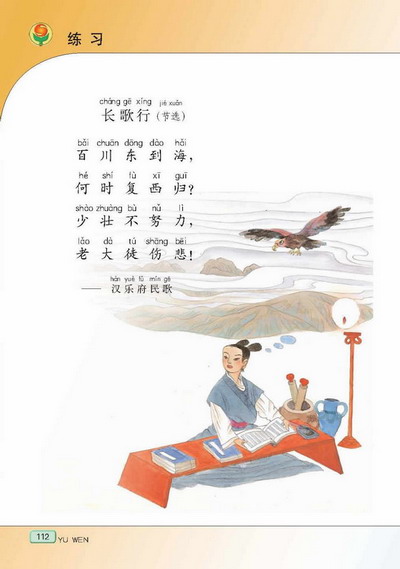 练习
cháng gē xíng jié xuǎn
长歌行(节选)
bǎi chuān dōng dào hǎi
百川东到海,
hé shí fù xī guī
何时复西归?
shào zhuàng bù nǔ lì
少壮不努力,
lǎo dà tú shāng bēi
老大徒伤悲!
hàn yuè fǔ mín gē
——汉乐府民歌
112 YU WEN